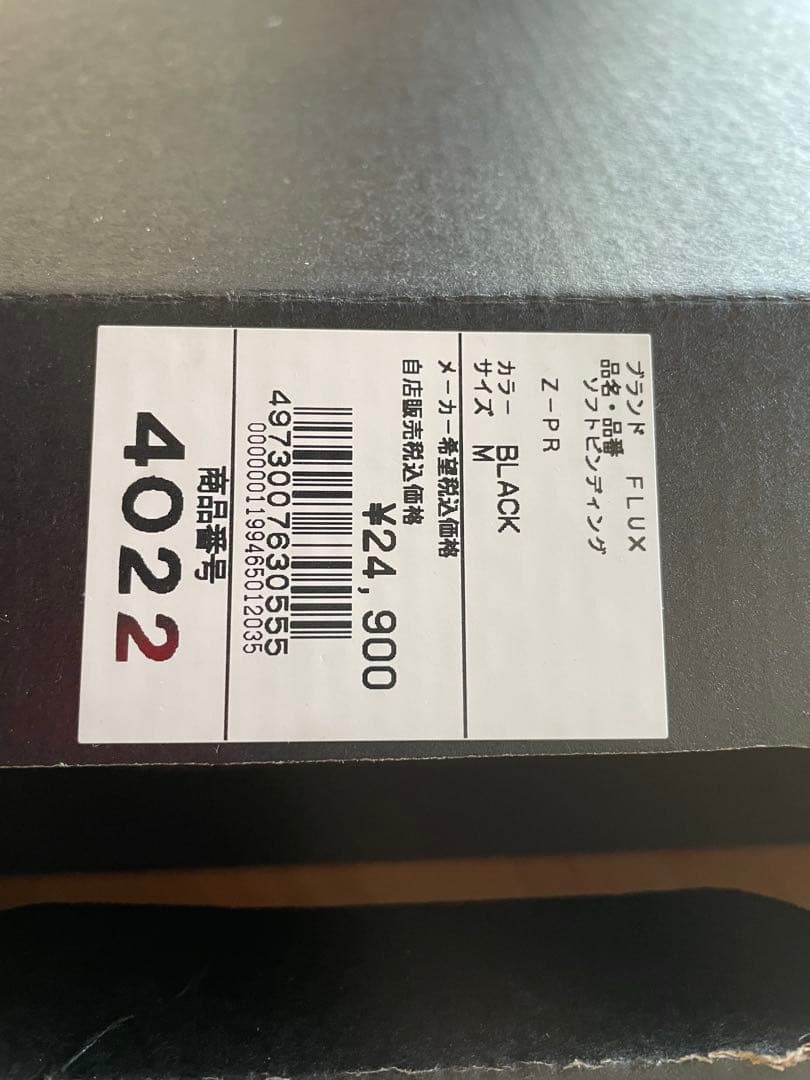 ブランド FLUX
品名・品番
ソフトビンディング
Z-PR
カラー BLACK
サイズ M
メーカー希望税込価格
自店販売税込価格
¥24,900
4973007630555
0000001199465012035
商品番号
4022